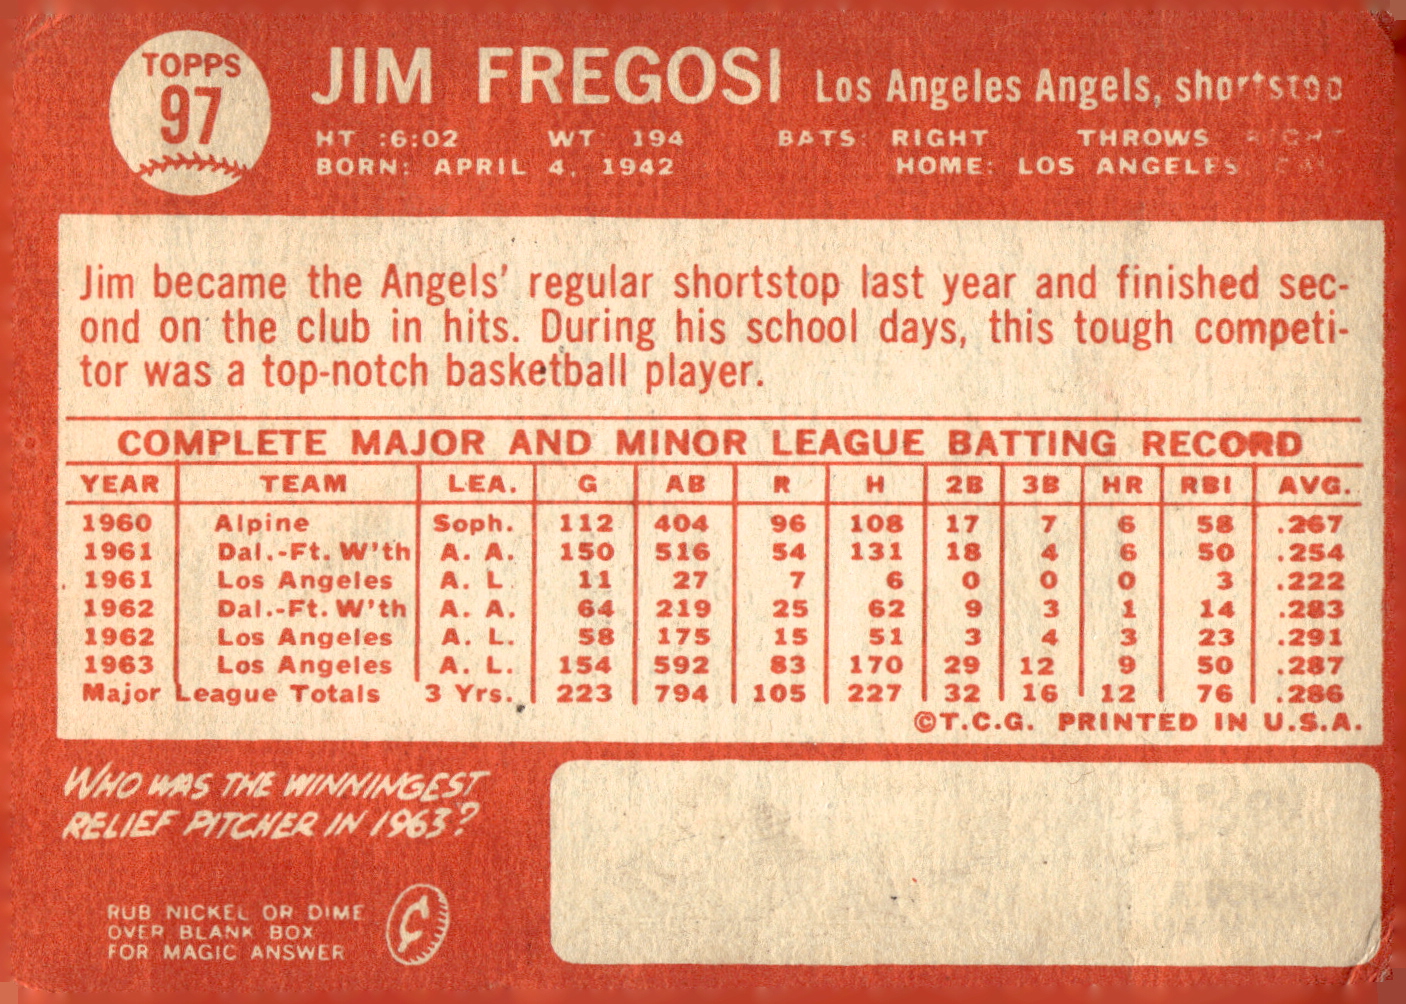 TOPPS
97
JIM FREGOSI Los Angeles Angels, shortstop
HT :6:02 WT 194 BATS: RIGHT THROWS RIGHT
BORN: APRIL 4, 1942 HOME: LOS ANGELES
Jim became the Angels' regular shortstop last year and finished sec-
ond on the club in hits. During his school days, this tough competi-
tor was a top-notch basketball player.
COMPLETE MAJOR AND MINOR LEAGUE BATTING RECORD
YEAR TEAM LEA. G AB R H 2B 3B HR RBI AVG.
1960 Alpine Soph. 112 404 96 108 17 7 6 58 .267
1961 Dal.-Ft. W'th A. A. 150 516 54 131 18 4 6 50 .254
1961 Los Angeles A. L. 11 27 7 6 0 0 0 3 .222
1962 Dal.-Ft. W'th A. A. 64 219 25 62 9 3 1 14 .283
1962 Los Angeles A. L. 58 175 15 51 3 4 3 23 .291
1963 Los Angeles A. L. 154 592 83 170 29 12 9 50 .287
Major League Totals 3 Yrs. 223 794 105 227 32 16 12 76 .286
©T.C.G. PRINTED IN U.S.A.
WHO WAS THE WINNINGEST
RELIEF PITCHER IN 1963?
RUB NICKEL OR DIME
OVER BLANK BOX
FOR MAGIC ANSWER